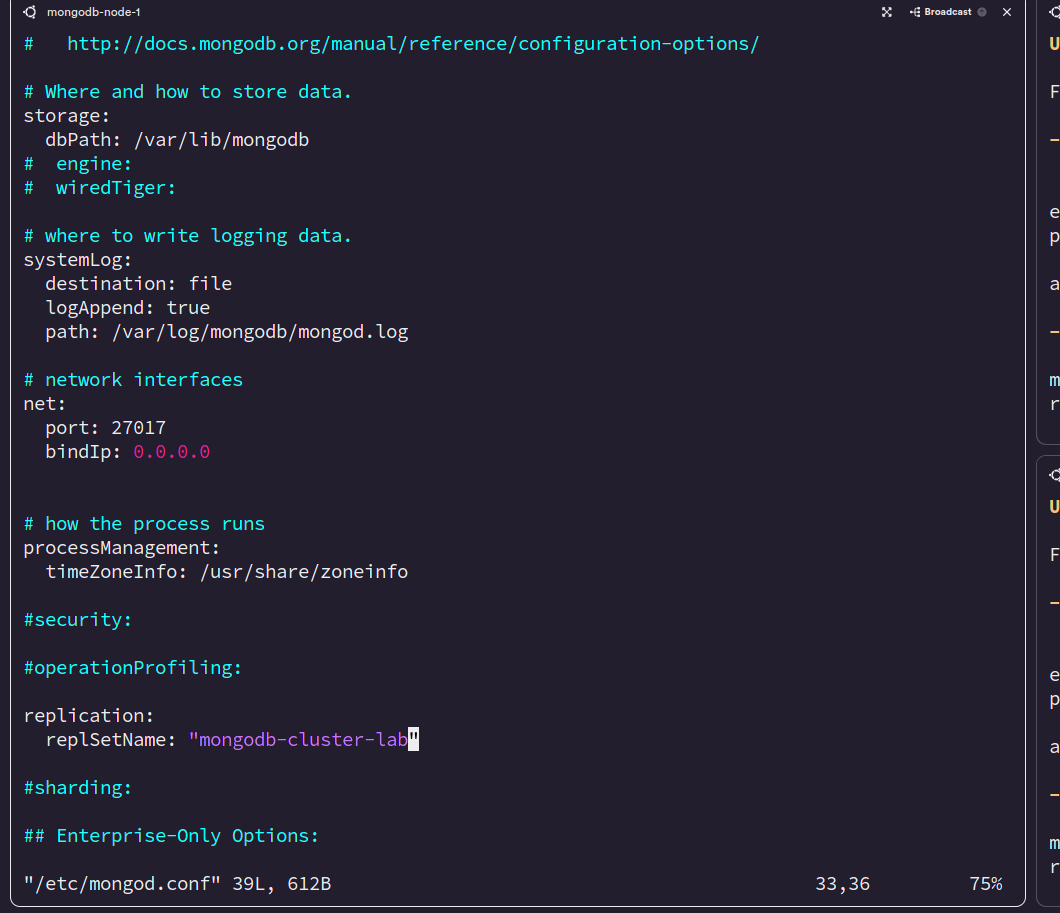 mongodb-node-1
Broadcast
#   http://docs.mongodb.org/manual/reference/configuration-options/
# Where and how to store data.
storage:
  dbPath: /var/lib/mongodb
#  engine:
#  wiredTiger:
# where to write logging data.
systemLog:
  destination: file
  logAppend: true
  path: /var/log/mongodb/mongod.log
# network interfaces
net:
  port: 27017
  bindIp: 0.0.0.0
# how the process runs
processManagement:
  timeZoneInfo: /usr/share/zoneinfo
#security:
#operationProfiling:
replication:
  replSetName: "mongodb-cluster-lab"
#sharding:
## Enterprise-Only Options:
"/etc/mongod.conf" 39L, 612B    33,36    75%